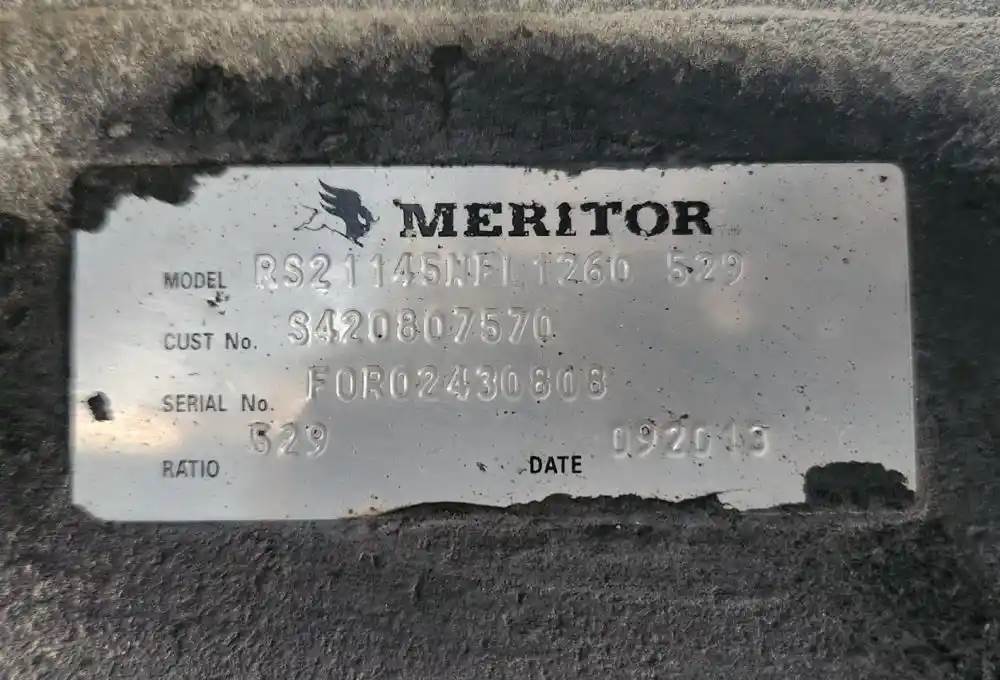 MERITOR
MODEL RS21145NFL1260 529
CUST No. S420807570
SERIAL No. FOR02430808
RATIO 529
DATE 092013